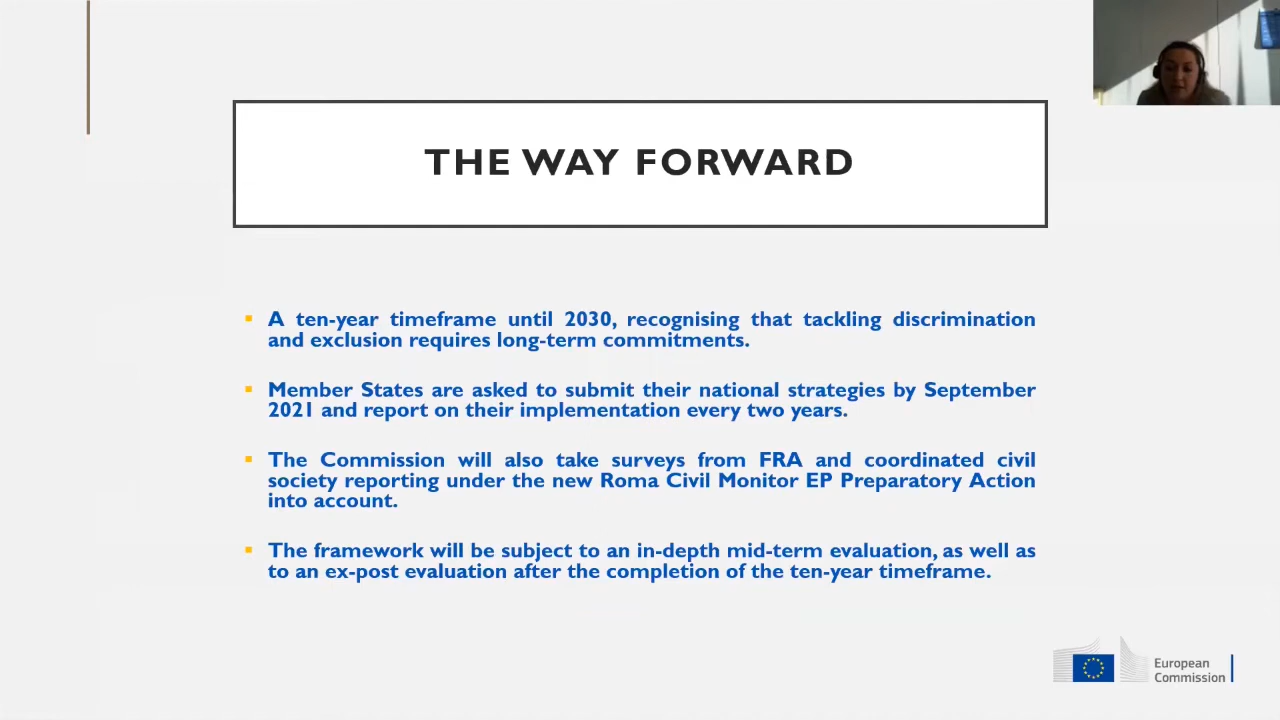 THE WAY FORWARD
A ten-year timeframe until 2030, recognising that tackling discrimination
and exclusion requires long-term commitments.
Member States are asked to submit their national strategies by September
2021 and report on their implementation every two years.
The Commission will also take surveys from FRA and coordinated civil
society reporting under the new Roma Civil Monitor EP Preparatory Action
into account.
The framework will be subject to an in-depth mid-term evaluation, as well as
to an ex-post evaluation after the completion of the ten-year timeframe.
European
Commission